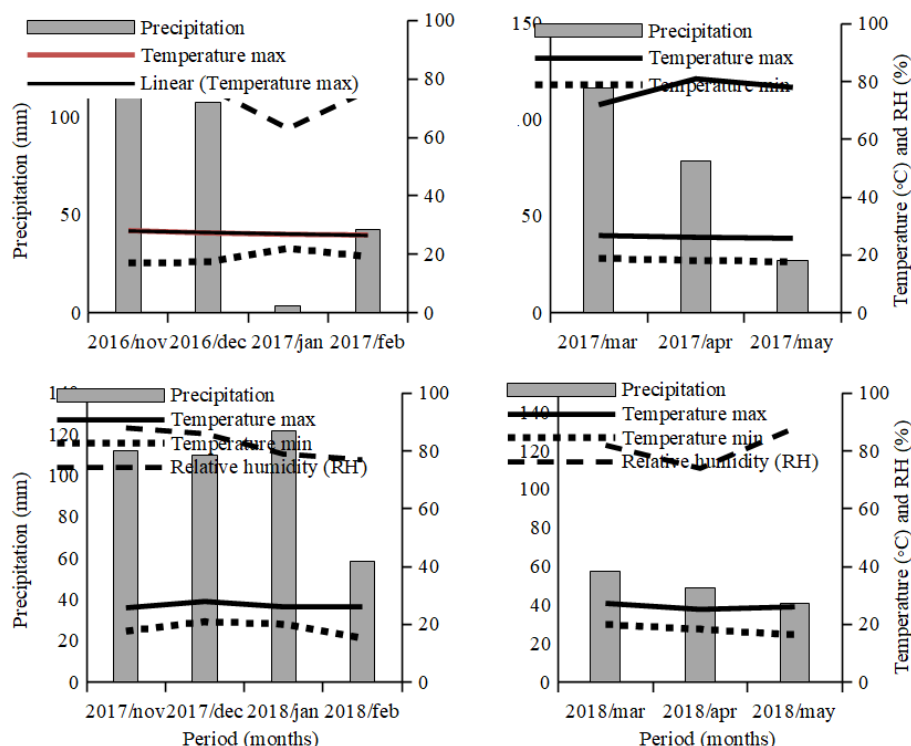 Precipitation
Temperature max
Linear (Temperature max)
100
50
0
Precipitation (mm)
100
80
60
40
20
0
2016/nov 2016/dec 2017/jan 2017/feb
Precipitation
Temperature max
Temperature min
150
50
0
100
80
60
40
20
0
Temperature (°C) and RH (%)
2017/mar 2017/apr 2017/may
Precipitation
Temperature max
Temperature min
Relative humidity (RH)
140
120
100
80
60
40
20
0
Precipitation (mm)
100
80
60
40
20
0
2017/nov 2017/dec 2018/jan 2018/feb
Period (months)
Precipitation
Temperature max
Temperature min
Relative humidity (RH)
140
100
80
60
40
20
0
100
80
60
40
20
0
Temperature (°C) and RH (%)
2018/mar 2018/apr 2018/may
Period (months)